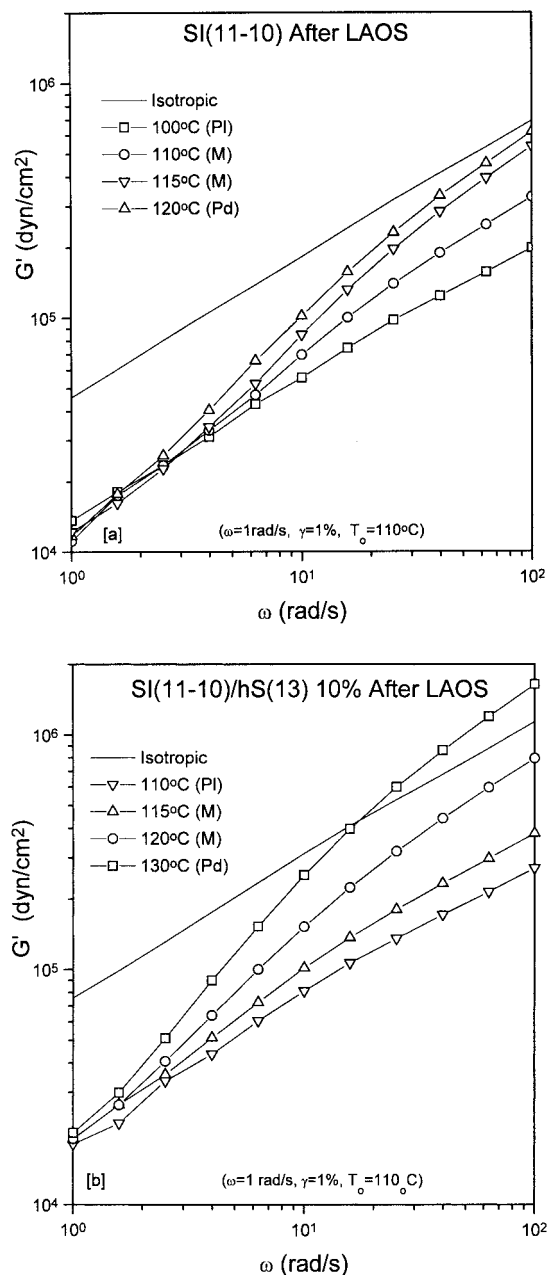 SI(11-10) After LAOS
10⁶
Isotropic
100ᵒC (Pl)
110ᵒC (M)
115ᵒC (M)
120ᵒC (Pd)
G' (dyn/cm²)
10⁵
10⁴
[a]
(ω=1rad/s, γ=1%, Tₒ=110ᵒC)
10⁰
10¹
10²
ω (rad/s)
SI(11-10)/hS(13) 10% After LAOS
10⁶
Isotropic
110ᵒC (Pl)
115ᵒC (M)
120ᵒC (M)
130ᵒC (Pd)
G' (dyn/cm²)
10⁵
10⁴
[b]
(ω=1 rad/s, γ=1%, Tₒ=110ₒC)
10⁰
10¹
10²
ω (rad/s)